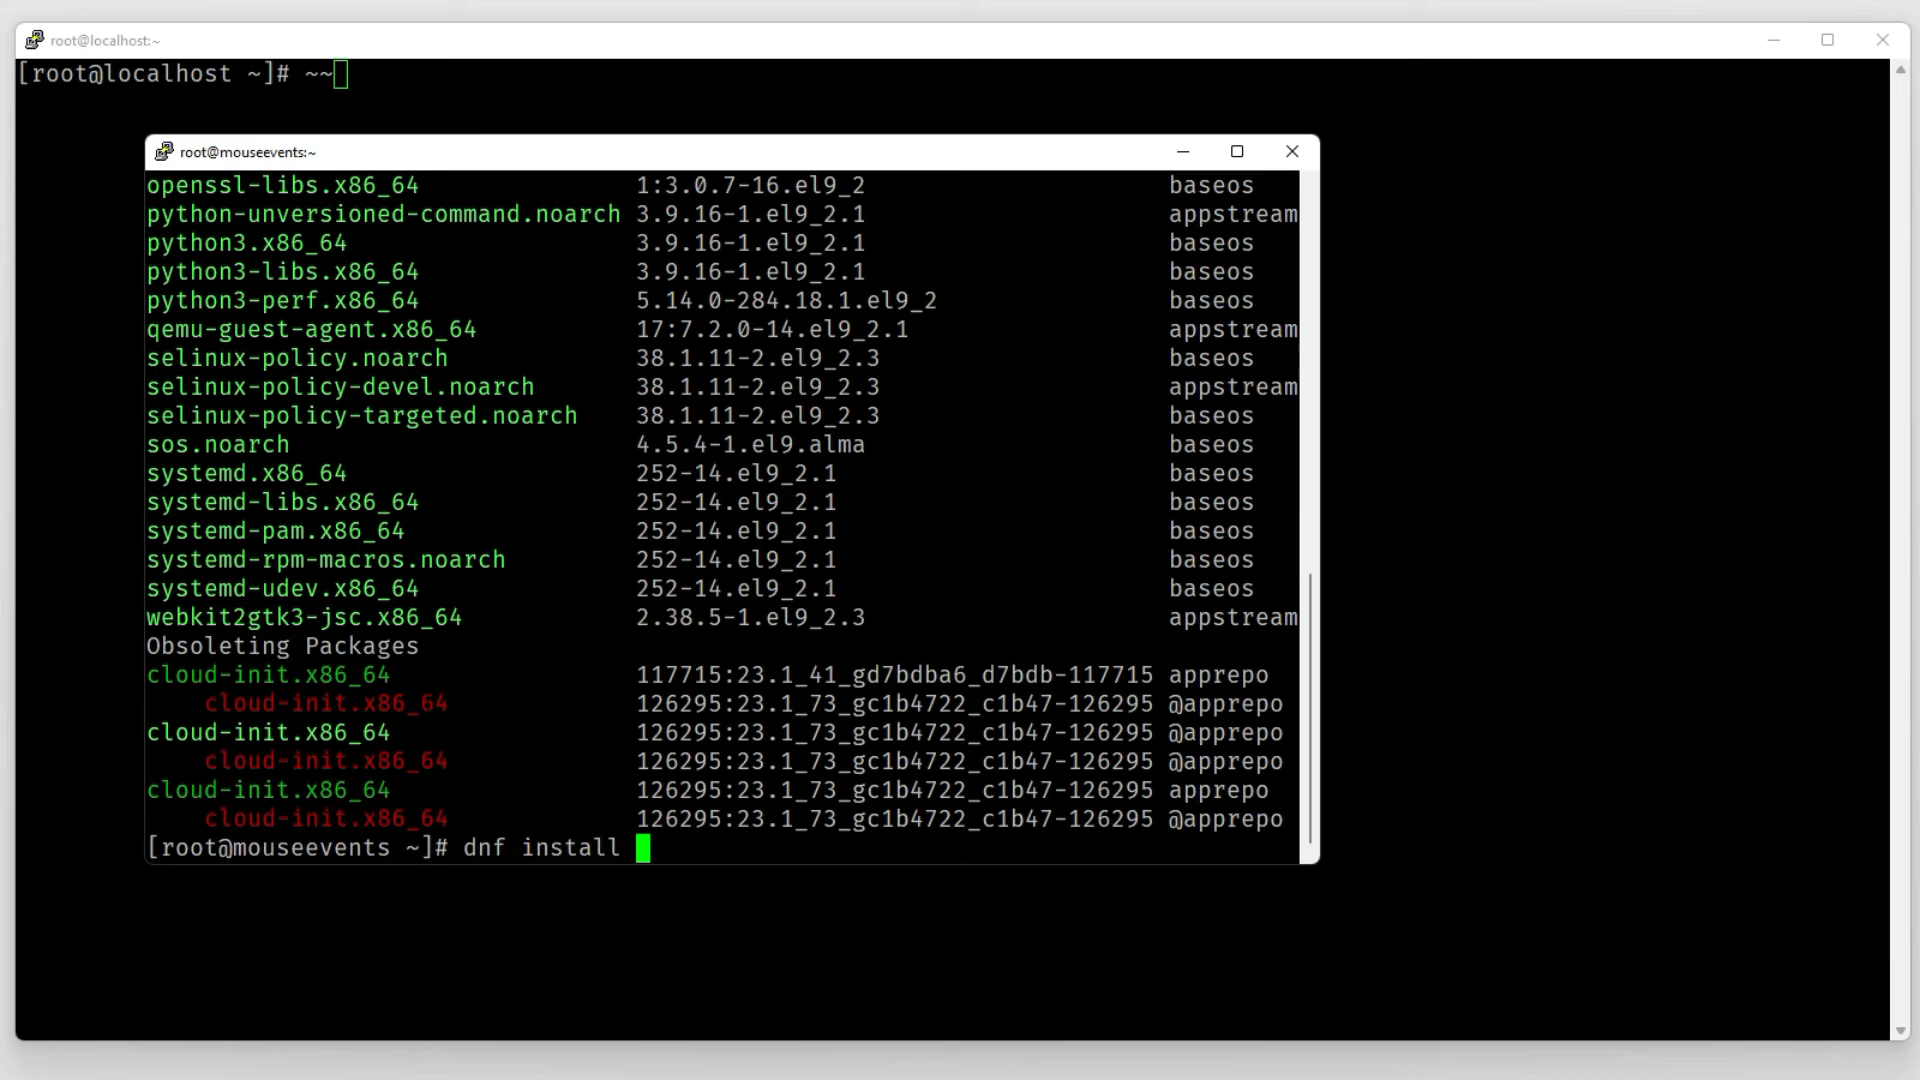 root@localhost:~
[root@localhost ~]# ~~
root@mouseevents:~
openssl-libs.x86_64 1:3.0.7-16.el9_2 baseos
python-unversioned-command.noarch 3.9.16-1.el9_2.1 appstream
python3.x86_64 3.9.16-1.el9_2.1 baseos
python3-libs.x86_64 3.9.16-1.el9_2.1 baseos
python3-perf.x86_64 5.14.0-284.18.1.el9_2 baseos
qemu-guest-agent.x86_64 17:7.2.0-14.el9_2.1 appstream
selinux-policy.noarch 38.1.11-2.el9_2.3 baseos
selinux-policy-devel.noarch 38.1.11-2.el9_2.3 appstream
selinux-policy-targeted.noarch 38.1.11-2.el9_2.3 baseos
sos.noarch 4.5.4-1.el9.alma baseos
systemd.x86_64 252-14.el9_2.1 baseos
systemd-libs.x86_64 252-14.el9_2.1 baseos
systemd-pam.x86_64 252-14.el9_2.1 baseos
systemd-rpm-macros.noarch 252-14.el9_2.1 baseos
systemd-udev.x86_64 252-14.el9_2.1 baseos
webkit2gtk3-jsc.x86_64 2.38.5-1.el9_2.3 appstream
Obsoleting Packages
cloud-init.x86_64 117715:23.1_41_gd7bdba6_d7bdb-117715 apprepo
cloud-init.x86_64 126295:23.1_73_gc1b4722_c1b47-126295 @apprepo
cloud-init.x86_64 126295:23.1_73_gc1b4722_c1b47-126295 @apprepo
cloud-init.x86_64 126295:23.1_73_gc1b4722_c1b47-126295 @apprepo
cloud-init.x86_64 126295:23.1_73_gc1b4722_c1b47-126295 apprepo
cloud-init.x86_64 126295:23.1_73_gc1b4722_c1b47-126295 @apprepo
[root@mouseevents ~]# dnf install